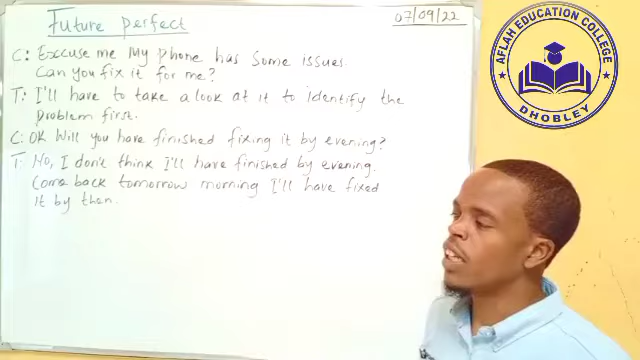 Future perfect
07/09/22
C: Excuse me My phone has some issues.
Can you fix it for me?
T: I'll have to take a look at it to identify the
problem first.
C: OK Will you have finished fixing it by evening?
T: No, I don't think I'll have finished by evening.
Come back tomorrow morning I'll have fixed
it by then.
AFLAH EDUCATION COLLEGE
DHOBLEY